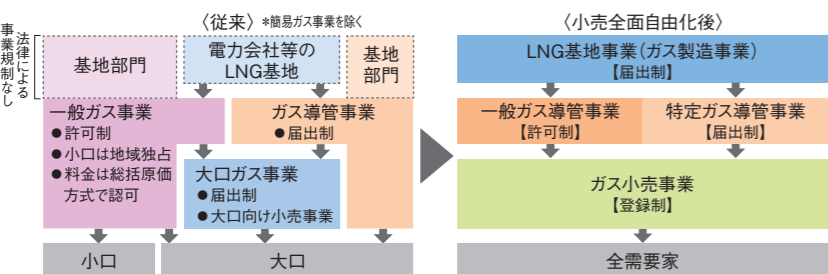 〈従来〉*簡易ガス事業を除く
法律による
事業規制なし
基地部門
電力会社等の
LNG基地
基地
部門
一般ガス事業
●許可制
●小口は地域独占
●料金は総括原価
方式で認可
ガス導管事業
●届出制
大口ガス事業
●届出制
●大口向け小売事業
小口
大口
〈小売全面自由化後〉
LNG基地事業(ガス製造事業)
【届出制】
一般ガス導管事業
【許可制】
特定ガス導管事業
【届出制】
ガス小売事業
【登録制】
全需要家